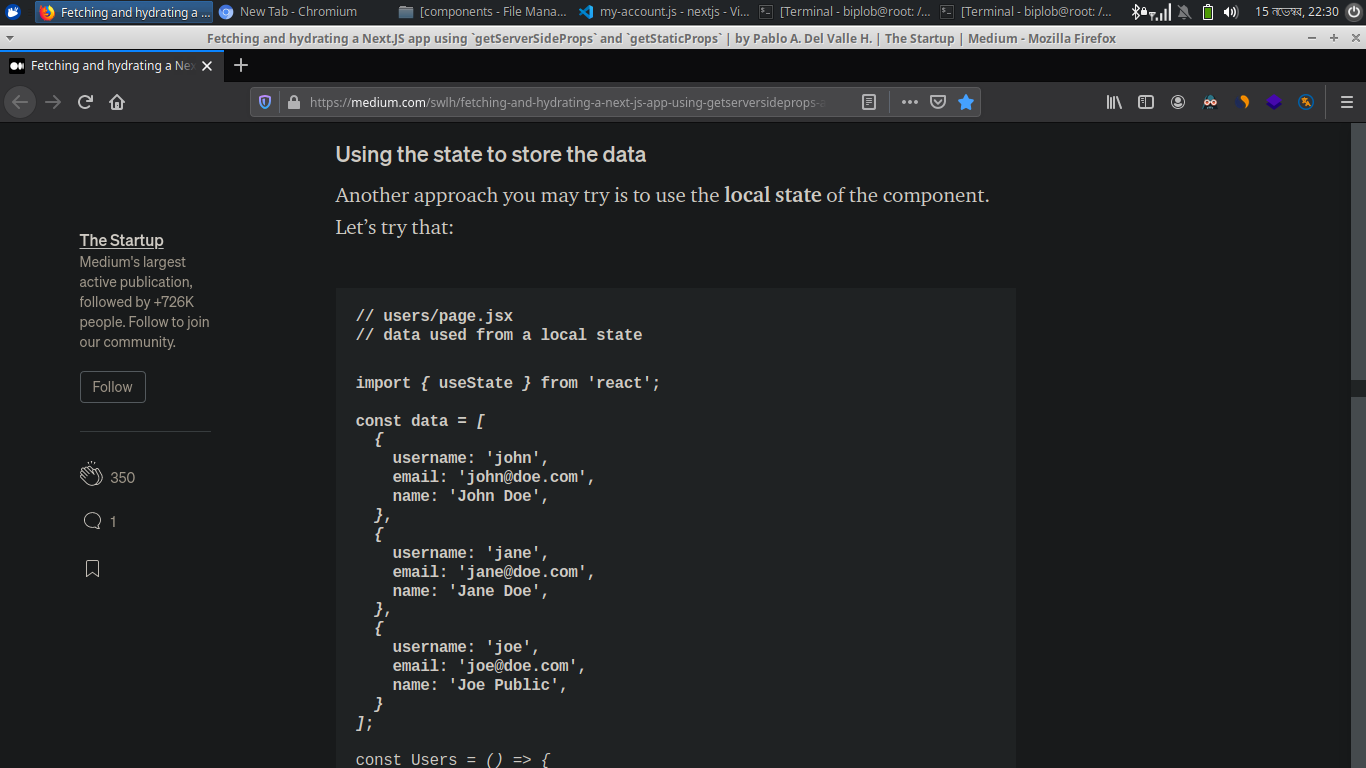 Fetching and hydrating a ...
New Tab - Chromium
[components - File Mana...
my-account.js - nextjs - Vi...
[Terminal - biplob@root: /...
[Terminal - biplob@root: /...
15 নভেম্বর, 22:30
Fetching and hydrating a Next.JS app using `getServerSideProps` and `getStaticProps` | by Pablo A. Del Valle H. | The Startup | Medium - Mozilla Firefox
Fetching and hydrating a Nex
https://medium.com/swlh/fetching-and-hydrating-a-next-js-app-using-getserversideprops-a
Using the state to store the data
Another approach you may try is to use the local state of the component.
Let’s try that:
The Startup
Medium's largest
active publication,
followed by +726K
people. Follow to join
our community.
Follow
350
1
// users/page.jsx
// data used from a local state
import { useState } from 'react';
const data = [
{
username: 'john',
email: 'john@doe.com',
name: 'John Doe',
},
{
username: 'jane',
email: 'jane@doe.com',
name: 'Jane Doe',
},
{
username: 'joe',
email: 'joe@doe.com',
name: 'Joe Public',
}
];
const Users = () => {